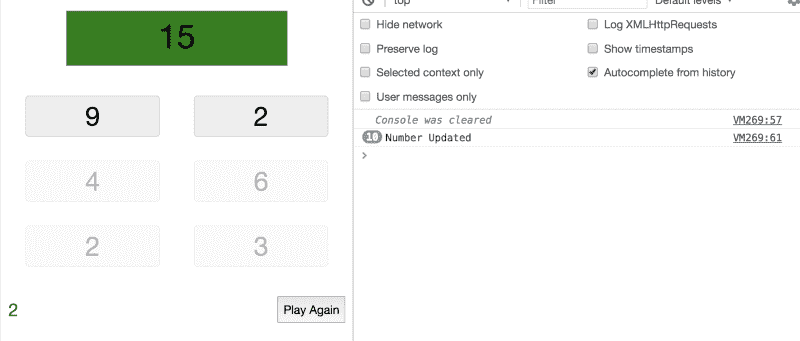 15
9 2
4 6
2 3
2 Play Again
top Filter Default levels
Hide network Log XMLHttpRequests
Preserve log Show timestamps
Selected context only Autocomplete from history
User messages only
Console was cleared VM269:57
10 Number Updated VM269:61